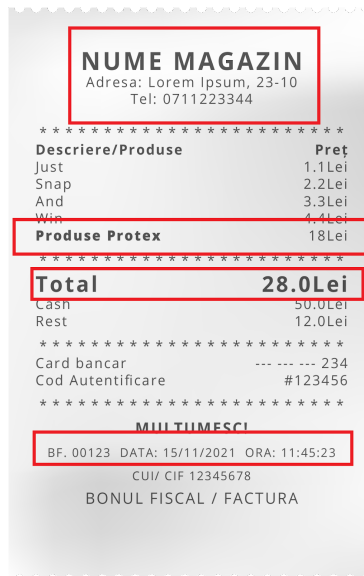 NUME MAGAZIN
Adresa: Lorem Ipsum, 23-10
Tel: 0711223344
* * * * * * * * * * * * * * * * * * * * * * * *
Descriere/Produse Preț
Just 1.1Lei
Snap 2.2Lei
And 3.3Lei
Win 4.4Lei
Produse Protex 18Lei
* * * * * * * * * * * * * * * * * * * * * * * *
Total 28.0Lei
Cash 50.0Lei
Rest 12.0Lei
* * * * * * * * * * * * * * * * * * * * * * * *
Card bancar --- --- --- 234
Cod Autentificare #123456
* * * * * * * * * * * * * * * * * * * * * * * *
MULTUMESC!
BF. 00123 DATA: 15/11/2021 ORA: 11:45:23
CUI/ CIF 12345678
BONUL FISCAL / FACTURA